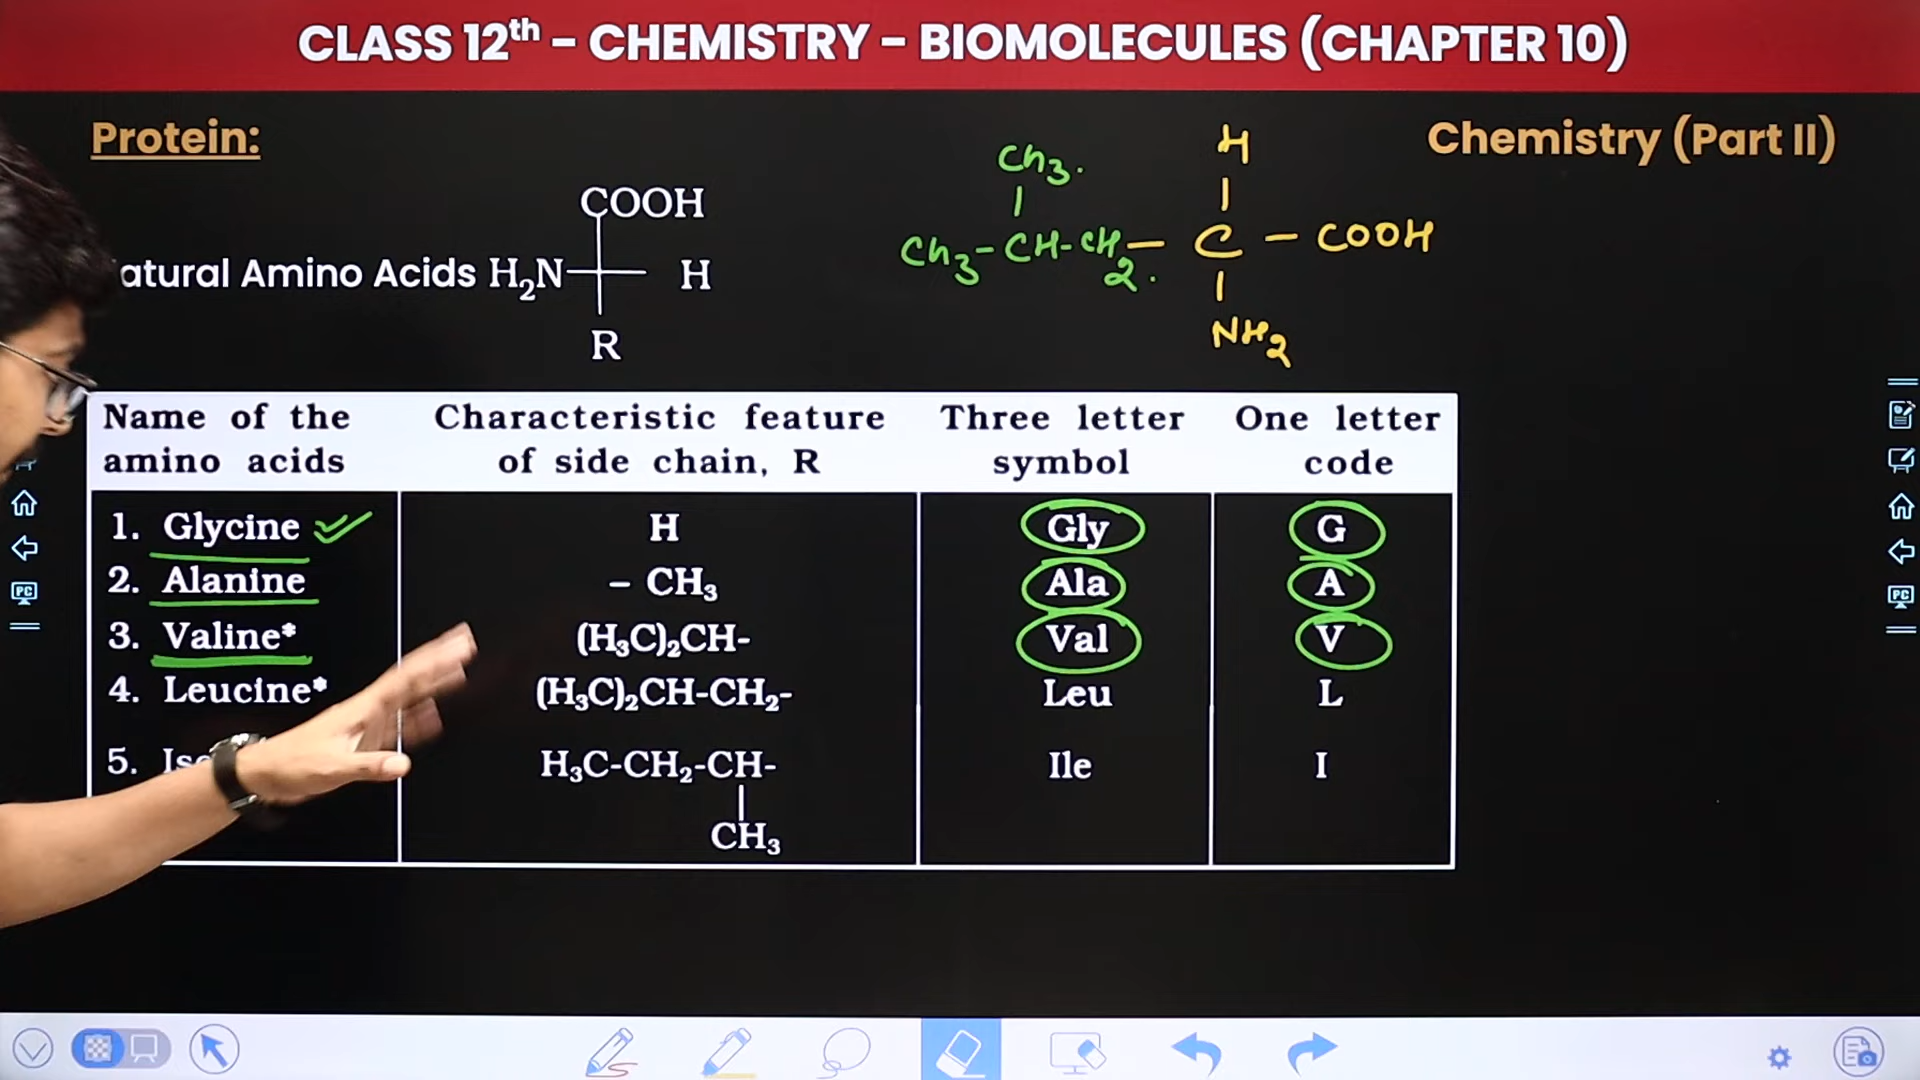 CLASS 12th – CHEMISTRY – BIOMOLECULES (CHAPTER 10)
Protein:
Chemistry (Part II)
CH3.
|
CH3-CH-CH2. — C — COOH
H
|
|
NH2
COOH
atural Amino Acids H2N H
R
Name of the amino acids
Characteristic feature of side chain, R
Three letter symbol
One letter code
1. Glycine H Gly G
2. Alanine – CH3 Ala A
3. Valine* (H3C)2CH- Val V
4. Leucine* (H3C)2CH-CH2- Leu L
5. Iso H3C-CH2-CH- Ile I
|
CH3
PC
PC